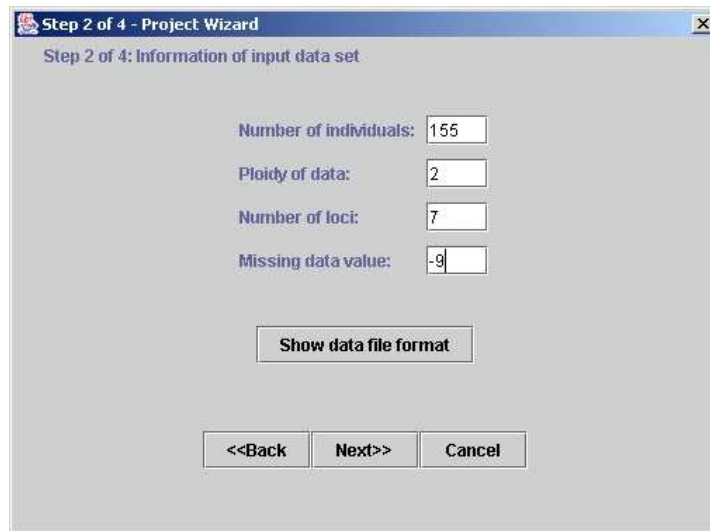 Step 2 of 4 - Project Wizard
Step 2 of 4: Information of input data set
Number of individuals: 155
Ploidy of data: 2
Number of loci: 7
Missing data value: -9
Show data file format
<<Back Next>> Cancel